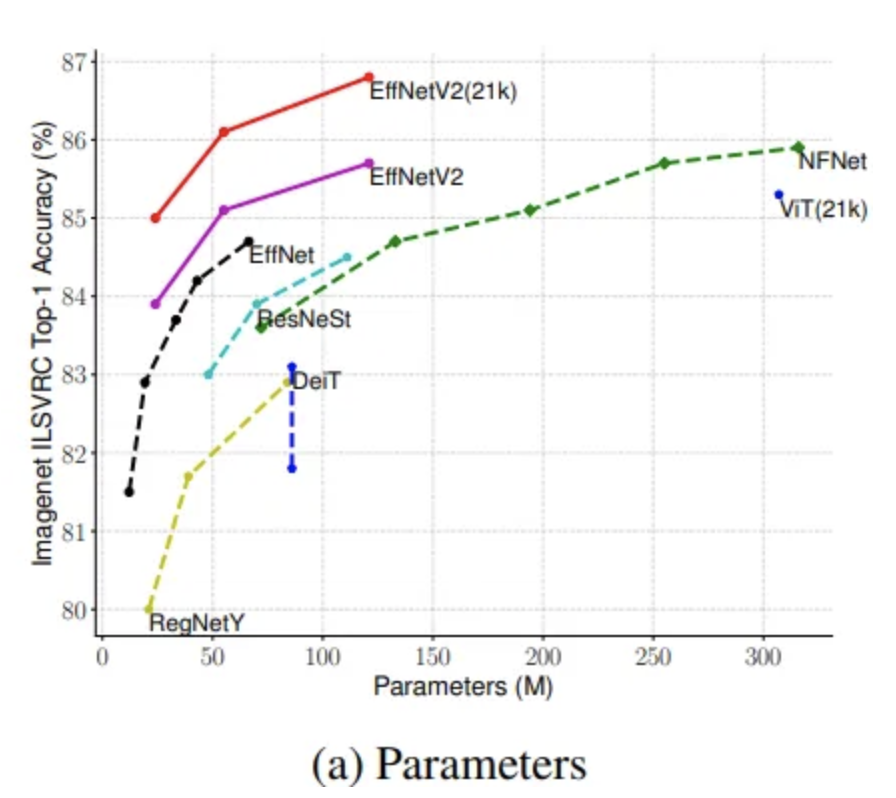 87
EffNetV2(21k)
86
NFNet
EffNetV2
ViT(21k)
85
EffNet
84
ResNeSt
83
DeiT
82
81
80
RegNetY
0 50 100 150 200 250 300
Imagenet ILSVRC Top-1 Accuracy (%)
Parameters (M)
(a) Parameters